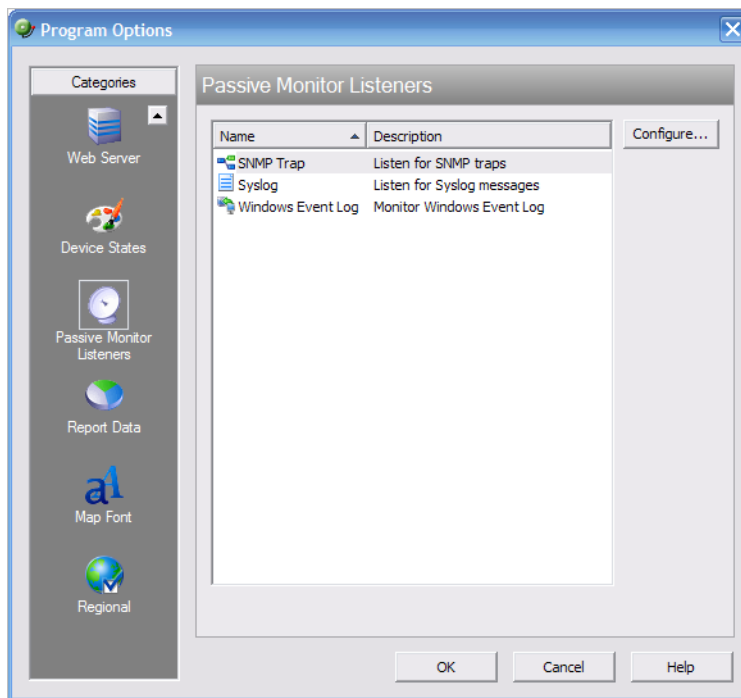 Program Options
Categories
Web Server
Device States
Passive Monitor
Listeners
Report Data
Map Font
Regional
Passive Monitor Listeners
Name Description
SNMP Trap Listen for SNMP traps
Syslog Listen for Syslog messages
Windows Event Log Monitor Windows Event Log
Configure...
OK Cancel Help